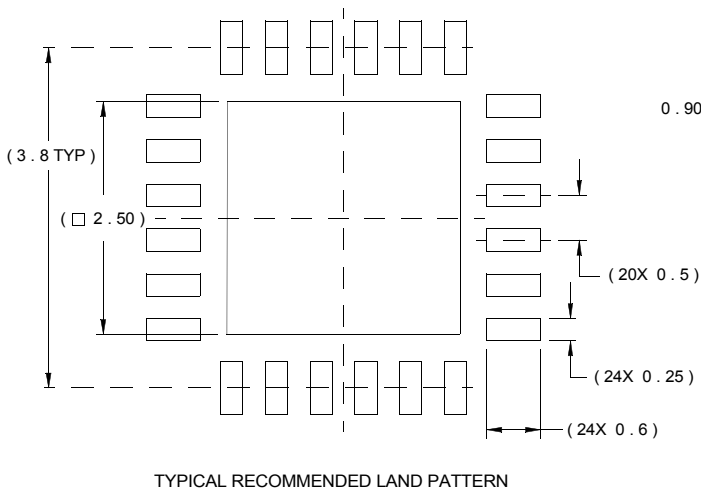 0 . 90
( 3 . 8 TYP )
( □ 2 . 50 )
( 20X 0 . 5 )
( 24X 0 . 25 )
( 24X 0 . 6 )
TYPICAL RECOMMENDED LAND PATTERN